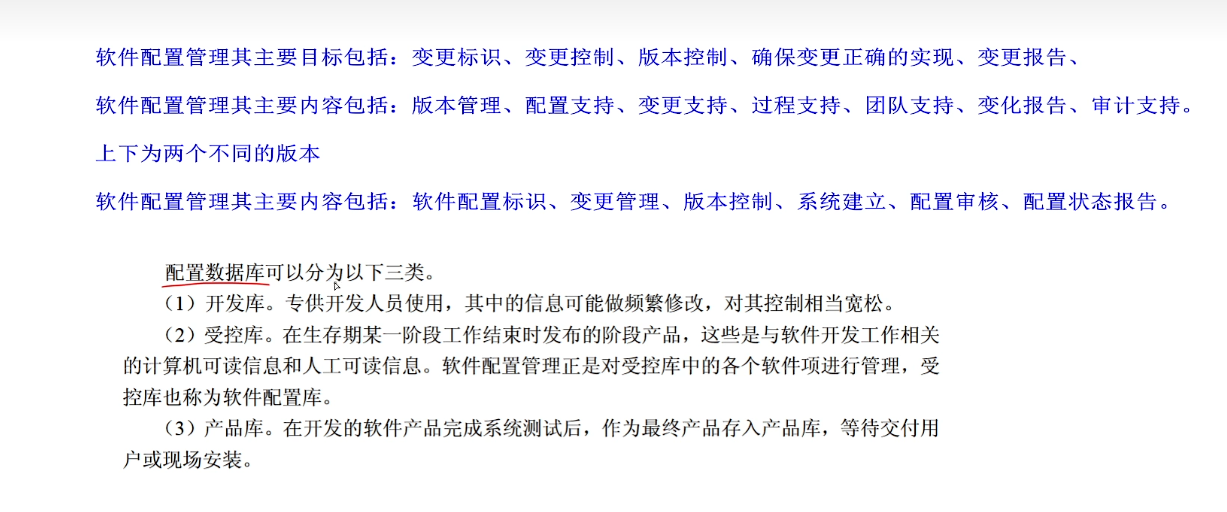 软件配置管理其主要目标包括：变更标识、变更控制、版本控制、确保变更正确的实现、变更报告、
软件配置管理其主要内容包括：版本管理、配置支持、变更支持、过程支持、团队支持、变化报告、审计支持。
上下为两个不同的版本
软件配置管理其主要内容包括：软件配置标识、变更管理、版本控制、系统建立、配置审核、配置状态报告。
配置数据库可以分为以下三类。
（1）开发库。专供开发人员使用，其中的信息可能做频繁修改，对其控制相当宽松。
（2）受控库。在生存期某一阶段工作结束时发布的阶段产品，这些是与软件开发工作相关
的计算机可读信息和人工可读信息。软件配置管理正是对受控库中的各个软件项进行管理，受
控库也称为软件配置库。
（3）产品库。在开发的软件产品完成系统测试后，作为最终产品存入产品库，等待交付用
户或现场安装。